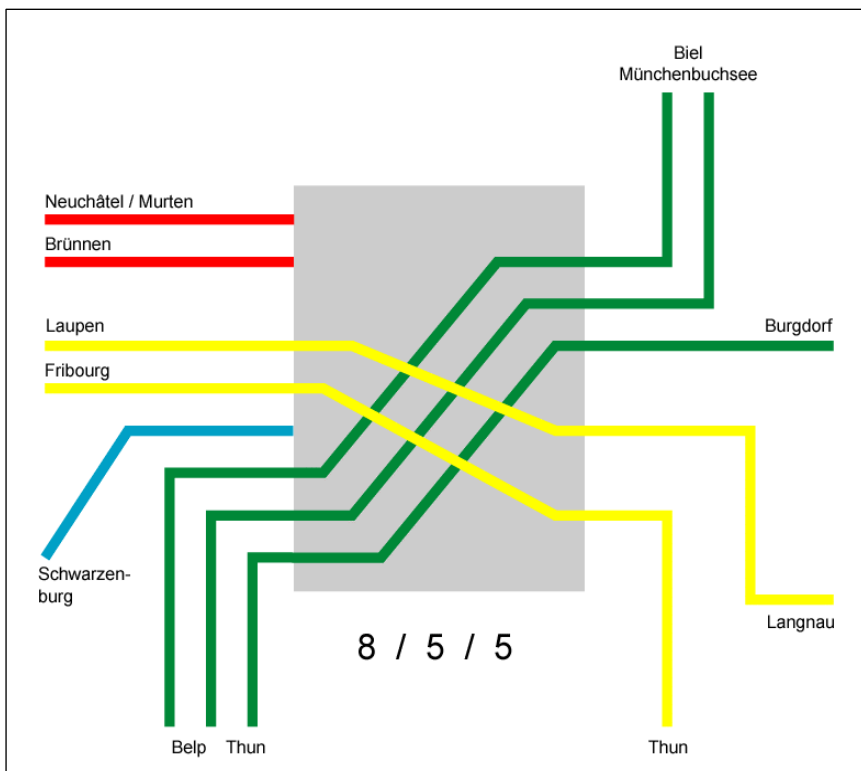 Biel
Münchenbuchsee
Neuchâtel / Murten
Brünnen
Laupen
Burgdorf
Fribourg
Schwarzen-
burg
Langnau
8 / 5 / 5
Belp Thun Thun